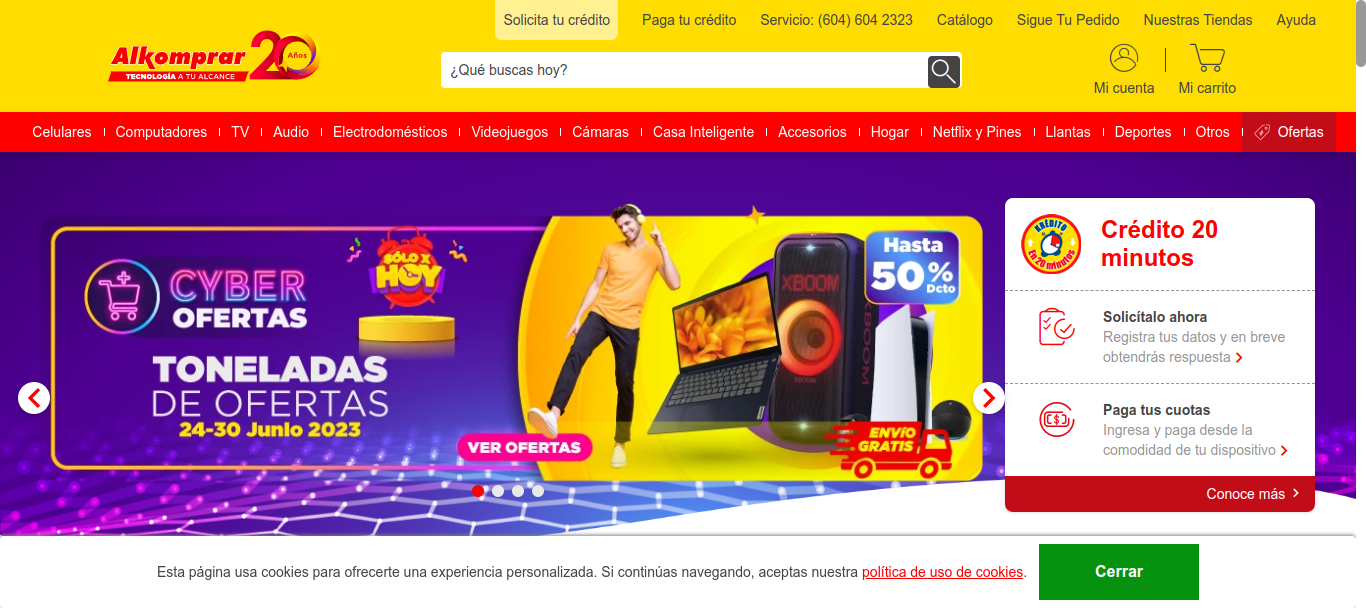 Solicita tu crédito
Paga tu crédito
Servicio: (604) 604 2323
Catálogo
Sigue Tu Pedido
Nuestras Tiendas
Ayuda
Alkomprar 20 Años
TECNOLOGÍA A TU ALCANCE
¿Qué buscas hoy?
Mi cuenta
Mi carrito
Celulares
Computadores
TV
Audio
Electrodomésticos
Videojuegos
Cámaras
Casa Inteligente
Accesorios
Hogar
Netflix y Pines
Llantas
Deportes
Otros
Ofertas
CYBER
OFERTAS
SÓLO X
HOY
TONELADAS
DE OFERTAS
24-30 Junio 2023
VER OFERTAS
XBOOM
XBOOM
XBOOM
Hasta
50%
Dcto
ENVÍO
GRATIS
KRÉDITO
En 20 minutos
Crédito 20
minutos
Solicítalo ahora
Registra tus datos y en breve
obtendrás respuesta
Paga tus cuotas
Ingresa y paga desde la
comodidad de tu dispositivo
Conoce más
Esta página usa cookies para ofrecerte una experiencia personalizada. Si continúas navegando, aceptas nuestra política de uso de cookies.
Cerrar